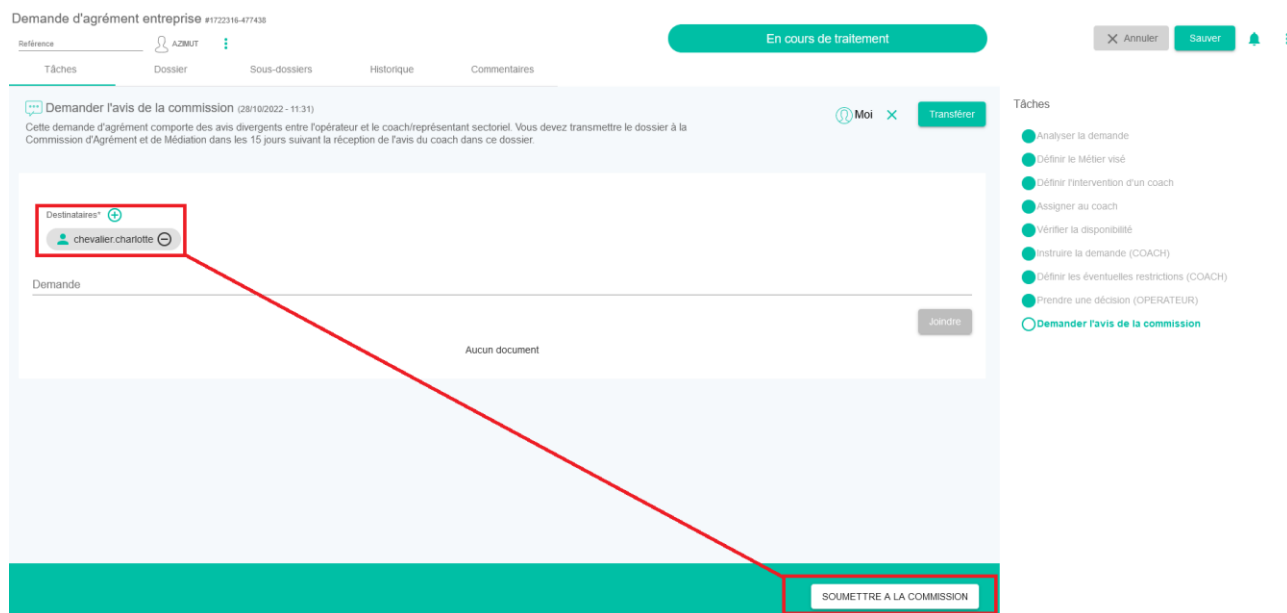 Demande d'agrément entreprise #1722316-477438
Référence
AZIMUT
En cours de traitement
Annuler
Sauver
Tâches
Dossier
Sous-dossiers
Historique
Commentaires
Demander l'avis de la commission (28/10/2022 - 11:31)
Cette demande d'agrément comporte des avis divergents entre l'opérateur et le coach/représentant sectoriel. Vous devez transmettre le dossier à la
Commission d'Agrément et de Médiation dans les 15 jours suivant la réception de l'avis du coach dans ce dossier.
Moi
Transférer
Destinataires*
chevalier.charlotte
Demande
Joindre
Aucun document
SOUMETTRE A LA COMMISSION
Tâches
Analyser la demande
Définir le Métier visé
Définir l'intervention d'un coach
Assigner au coach
Vérifier la disponibilité
Instruire la demande (COACH)
Définir les éventuelles restrictions (COACH)
Prendre une décision (OPERATEUR)
Demander l'avis de la commission